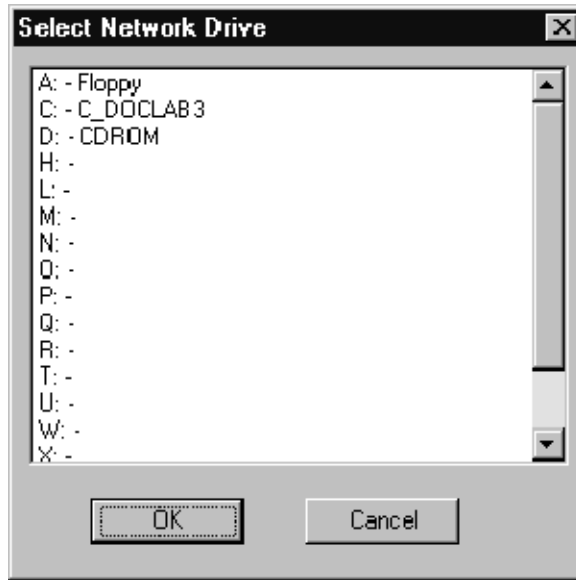 Select Network Drive
A: - Floppy
C: - C_DOCLAB3
D: - CDROM
H: -
L: -
M: -
N: -
O: -
P: -
Q: -
R: -
T: -
U: -
W: -
X: -
OK
Cancel